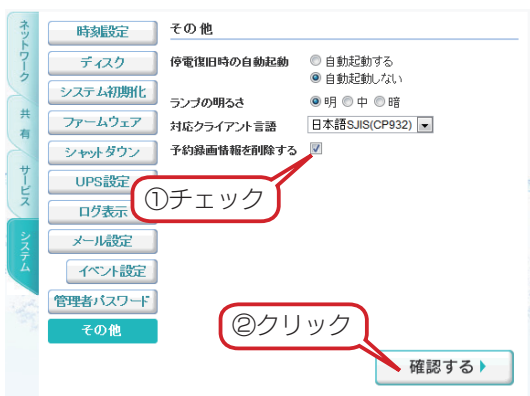 ネットワーク
共有
サービス
システム
時刻設定
ディスク
システム初期化
ファームウェア
シャットダウン
UPS設定
ログ表示
メール設定
イベント設定
管理者パスワード
その他
その他
停電復旧時の自動起動
自動起動する
自動起動しない
ランプの明るさ 明 中 暗
対応クライアント言語 日本語SJIS(CP932)
予約録画情報を削除する
①チェック
②クリック
確認する